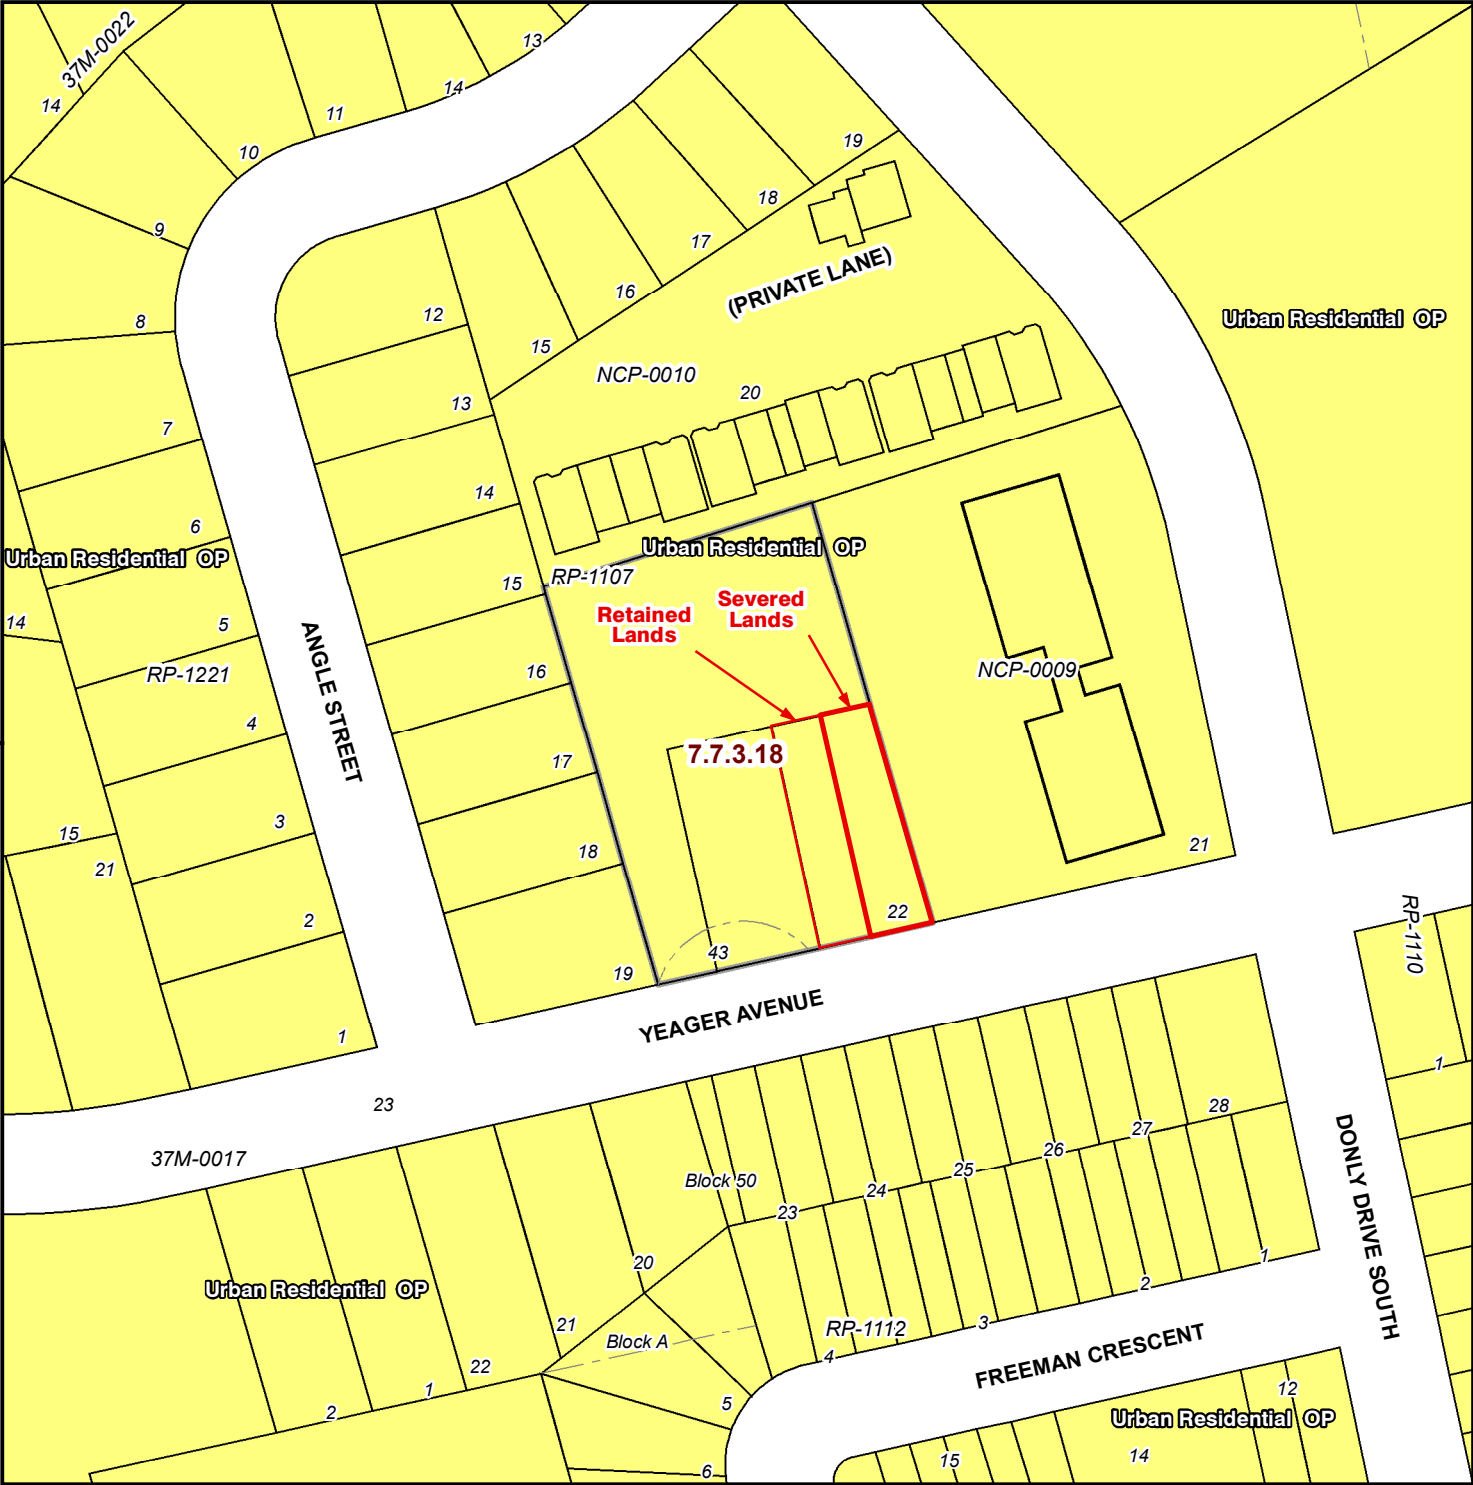 37M-0022
13
14
14
11
10
9
8
7
6
5
4
3
2
1
19
18
17
16
15
(PRIVATE LANE)
12
13
14
15
16
17
18
19
NCP-0010
20
Urban Residential OP
Urban Residential OP
Urban Residential OP
RP-1107
Retained
Lands
Severed
Lands
NCP-0009
7.7.3.18
14
RP-1221
ANGLE STREET
15
21
22
43
21
RP-1110
YEAGER AVENUE
1
23
37M-0017
Block 50
23
24
25
26
27
28
DONLY DRIVE SOUTH
20
Urban Residential OP
21
Block A
RP-1112
4
3
2
1
FREEMAN CRESCENT
22
1
2
5
6
12
Urban Residential OP
14
15